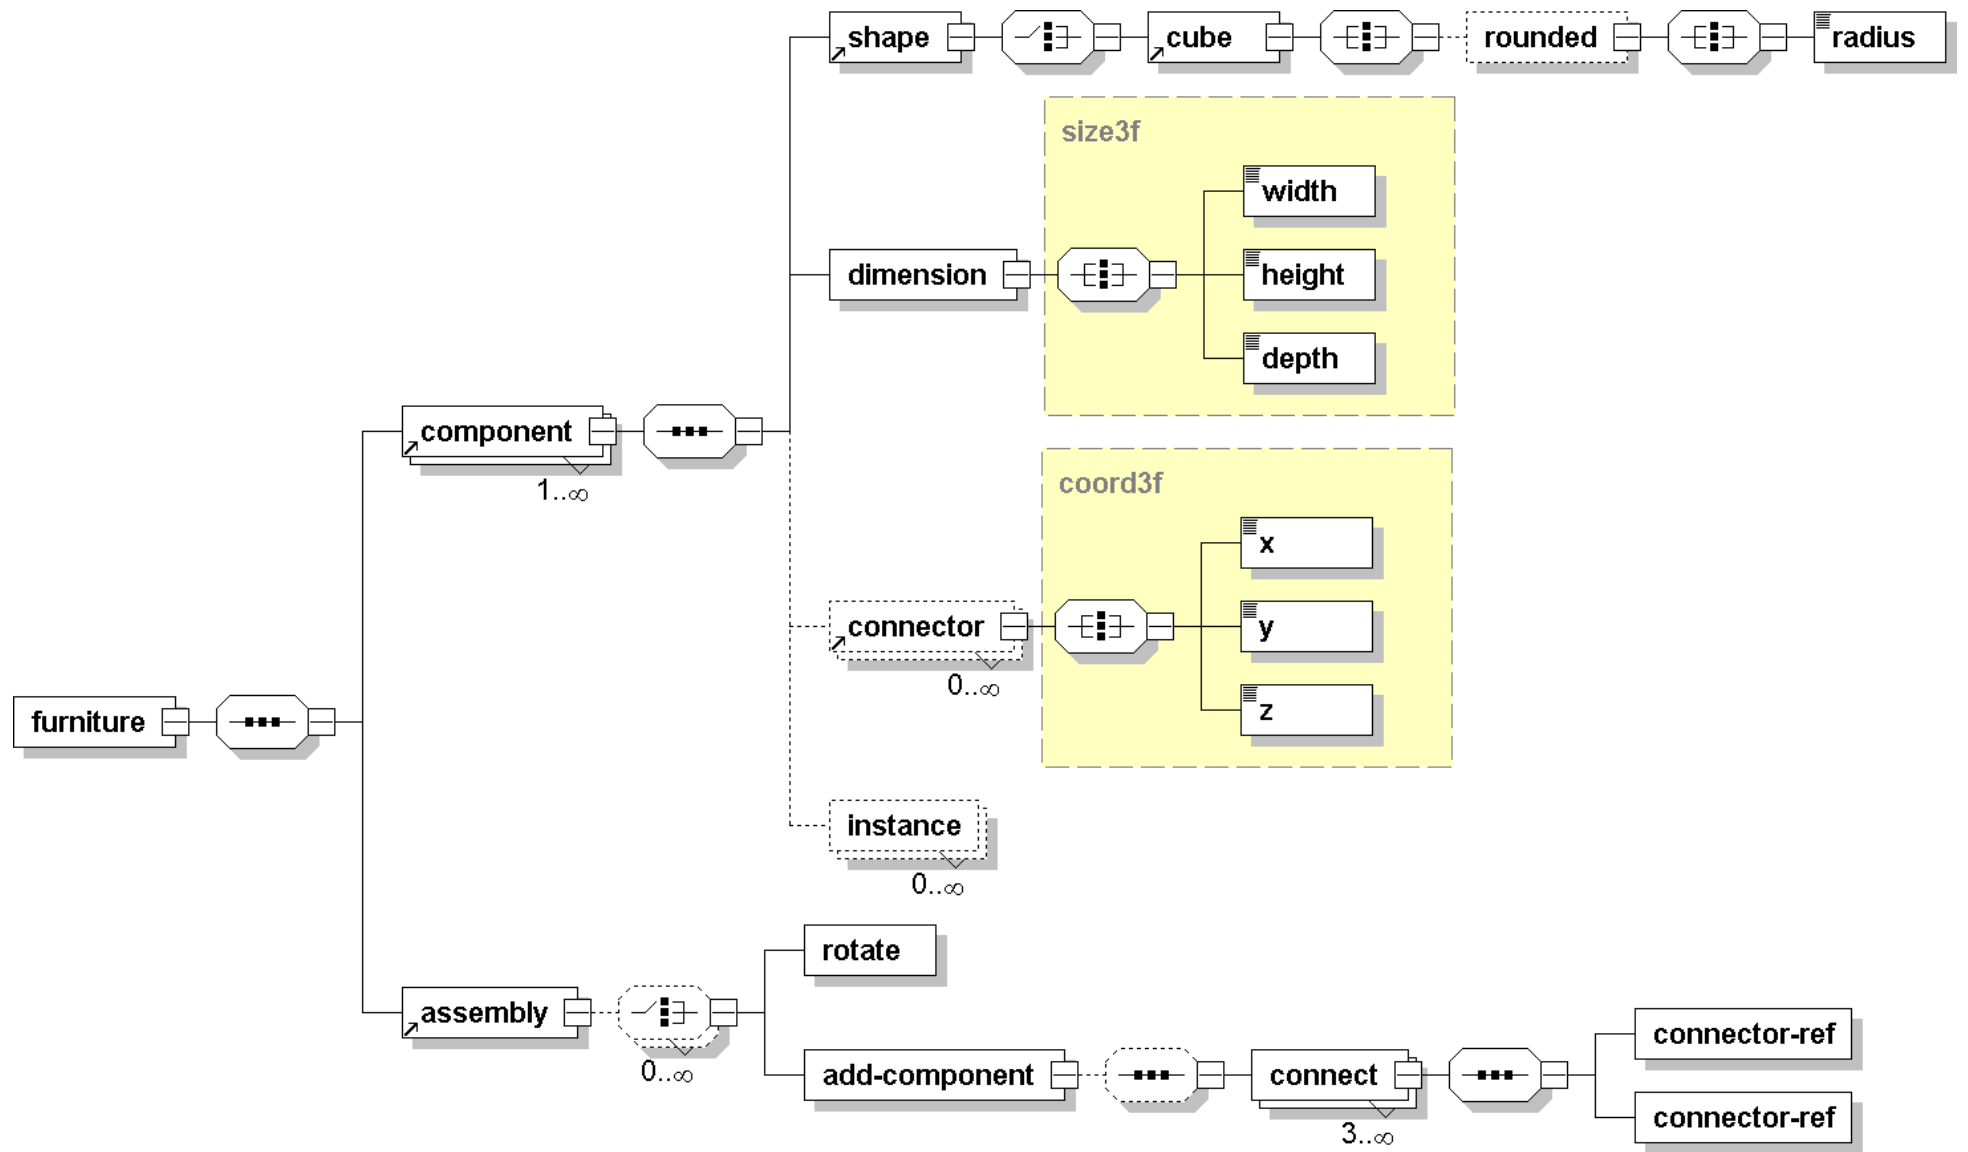 shape
cube
rounded
radius
size3f
width
dimension
height
depth
component
1..∞
coord3f
x
connector
y
0..∞
z
furniture
instance
0..∞
rotate
assembly
0..∞
add-component
connect
3..∞
connector-ref
connector-ref